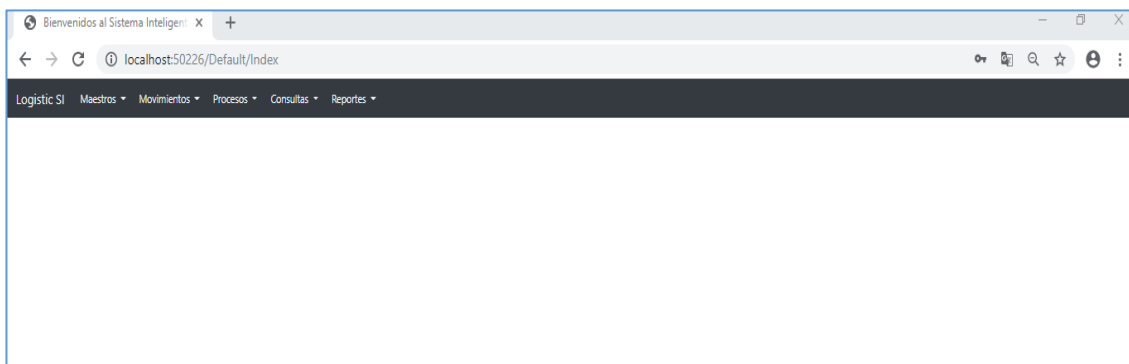 Bienvenidos al Sistema Inteligent
localhost:50226/Default/Index
Logistic SI Maestros Movimientos Procesos Consultas Reportes